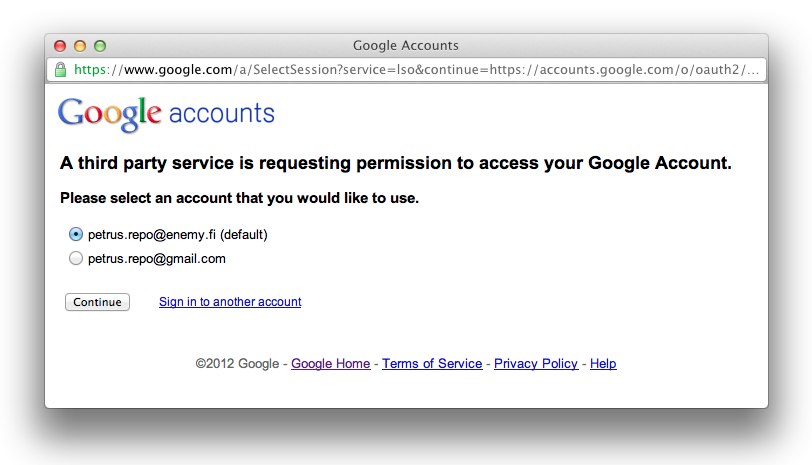 Google Accounts
https://www.google.com/a/SelectSession?service=lso&continue=https://accounts.google.com/o/oauth2/...
Google accounts
A third party service is requesting permission to access your Google Account.
Please select an account that you would like to use.
petrus.repo@enemy.fi (default)
petrus.repo@gmail.com
Continue Sign in to another account
©2012 Google - Google Home - Terms of Service - Privacy Policy - Help